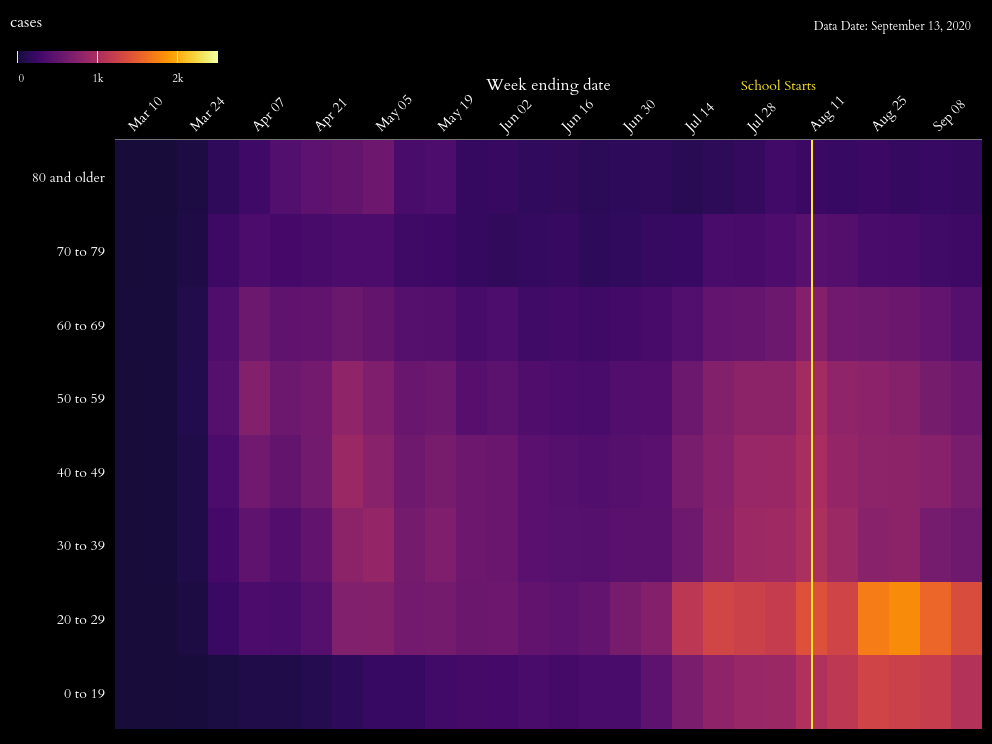 cases
Data Date: September 13, 2020
0 1k 2k
Week ending date
School Starts
Mar 10 Mar 24 Apr 07 Apr 21 May 05 May 19 Jun 02 Jun 16 Jun 30 Jul 14 Jul 28 Aug 11 Aug 25 Sep 08
80 and older
70 to 79
60 to 69
50 to 59
40 to 49
30 to 39
20 to 29
0 to 19